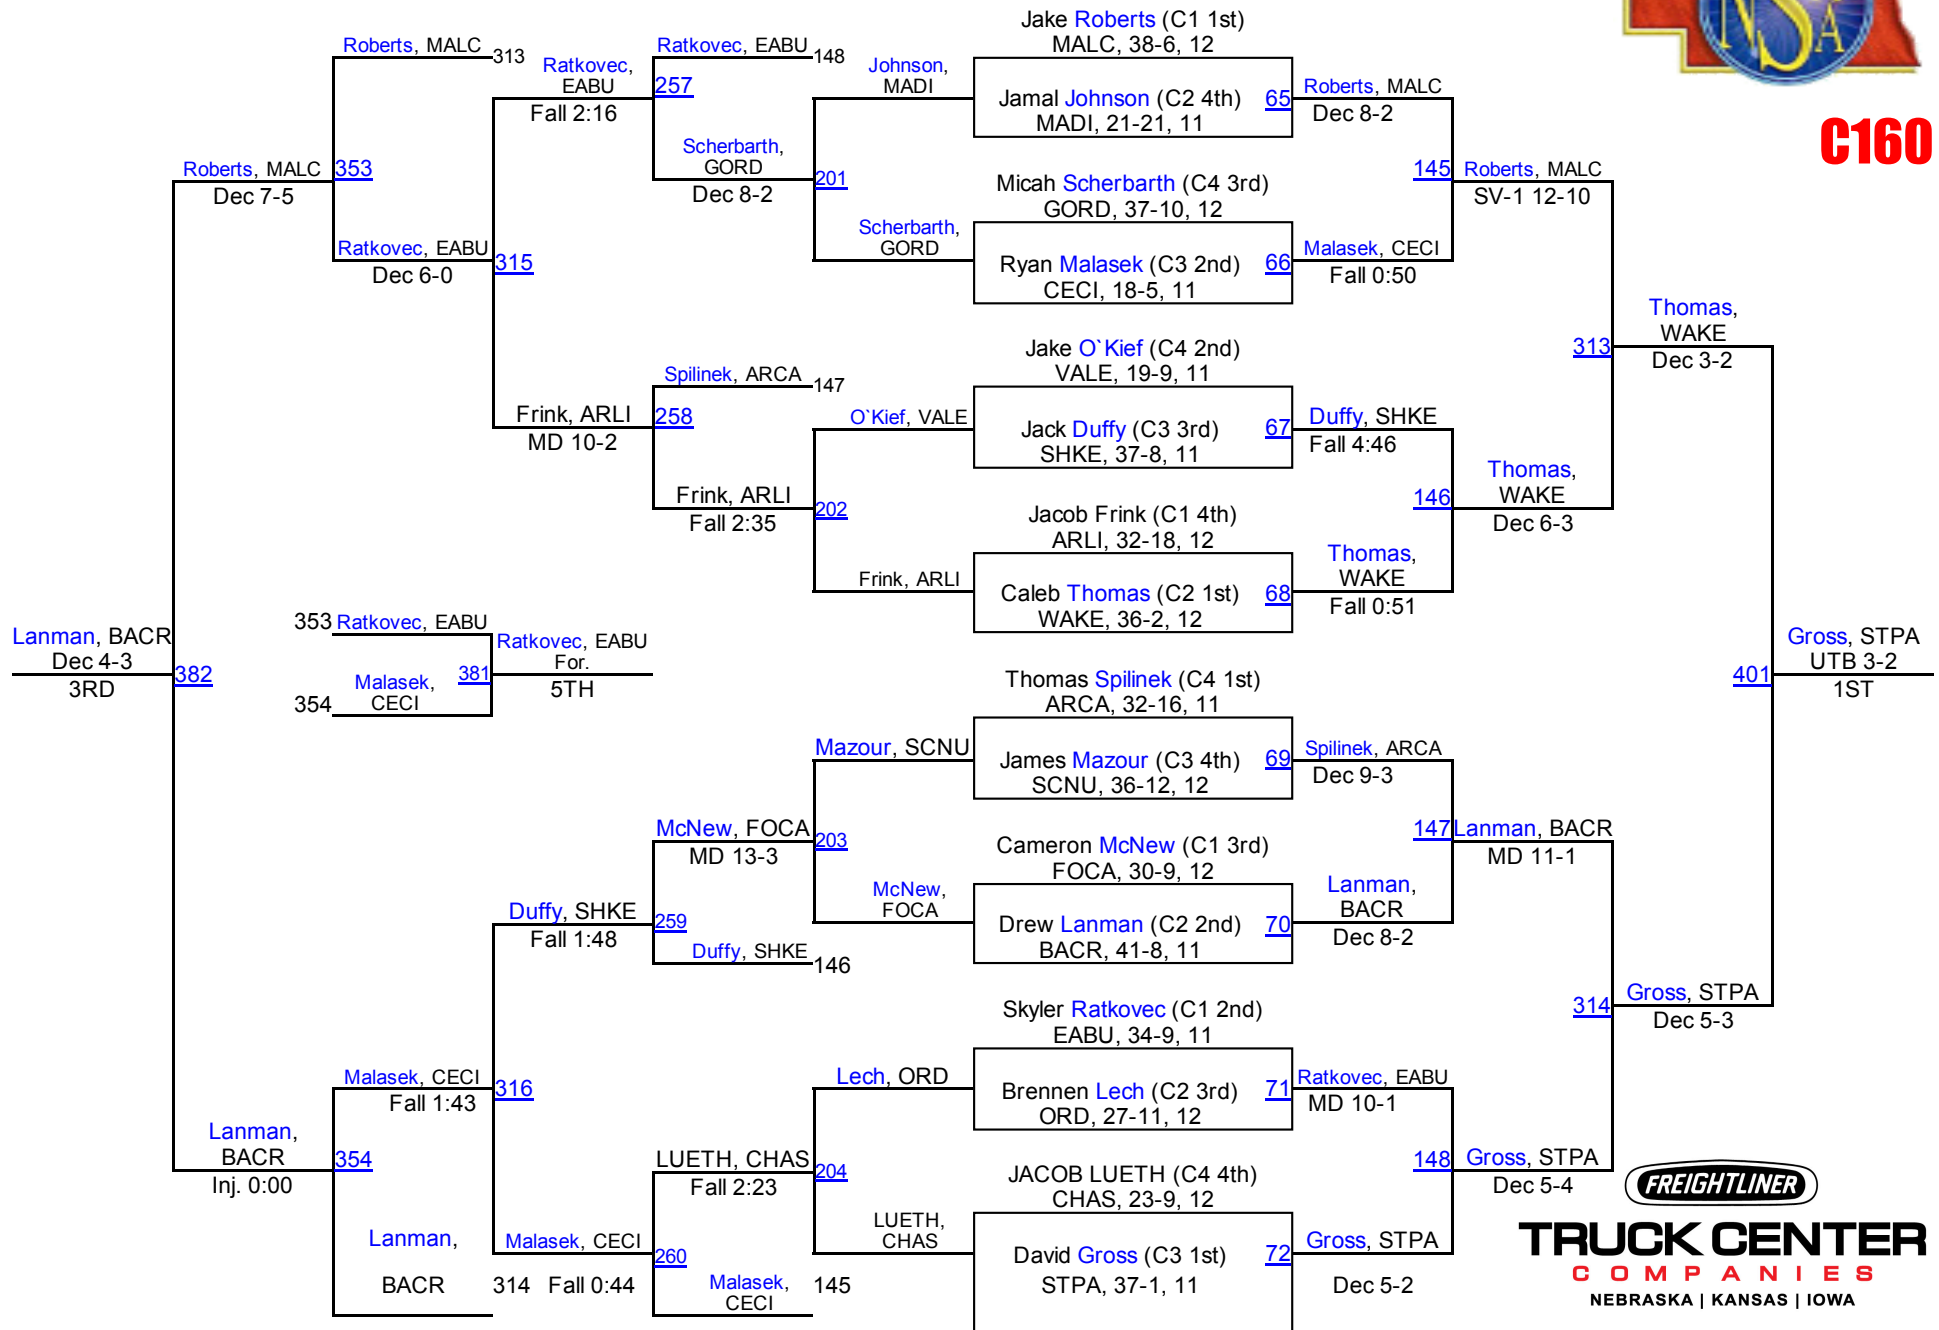 NSA
C160
Jake Roberts (C1 1st)
MALC, 38-6, 12
Jamal Johnson (C2 4th)
MADI, 21-21, 11
Micah Scherbarth (C4 3rd)
GORD, 37-10, 12
Ryan Malasek (C3 2nd)
CECI, 18-5, 11
Jake O`Kief (C4 2nd)
VALE, 19-9, 11
Jack Duffy (C3 3rd)
SHKE, 37-8, 11
Jacob Frink (C1 4th)
ARLI, 32-18, 12
Caleb Thomas (C2 1st)
WAKE, 36-2, 12
Thomas Spilinek (C4 1st)
ARCA, 32-16, 11
James Mazour (C3 4th)
SCNU, 36-12, 12
Cameron McNew (C1 3rd)
FOCA, 30-9, 12
Drew Lanman (C2 2nd)
BACR, 41-8, 11
Skyler Ratkovec (C1 2nd)
EABU, 34-9, 11
Brennen Lech (C2 3rd)
ORD, 27-11, 12
JACOB LUETH (C4 4th)
CHAS, 23-9, 12
David Gross (C3 1st)
STPA, 37-1, 11
65
Roberts, MALC
Dec 8-2
66
Malasek, CECI
Fall 0:50
67
Duffy, SHKE
Fall 4:46
68
Thomas,
WAKE
Fall 0:51
69
Spilinek, ARCA
Dec 9-3
70
Lanman,
BACR
Dec 8-2
71
Ratkovec, EABU
MD 10-1
72
Gross, STPA
Dec 5-2
145
Roberts, MALC
SV-1 12-10
146
Thomas,
WAKE
Dec 6-3
147
Lanman, BACR
MD 11-1
148
Gross, STPA
Dec 5-4
313
Thomas,
WAKE
Dec 3-2
314
Gross, STPA
Dec 5-3
401
Gross, STPA
UTB 3-2
1ST
Johnson,
MADI
Scherbarth,
GORD
O`Kief, VALE
Frink, ARLI
Mazour, SCNU
McNew,
FOCA
Lech, ORD
LUETH,
CHAS
Ratkovec, EABU
148
201
Scherbarth,
GORD
Dec 8-2
Spilinek, ARCA
147
202
Frink, ARLI
Fall 2:35
203
McNew, FOCA
MD 13-3
Duffy, SHKE
146
204
LUETH, CHAS
Fall 2:23
Malasek,
CECI
145
257
Ratkovec,
EABU
Fall 2:16
258
Frink, ARLI
MD 10-2
259
Duffy, SHKE
Fall 1:48
260
Malasek, CECI
Fall 0:44
Roberts, MALC
313
315
Ratkovec, EABU
Dec 6-0
316
Malasek, CECI
Fall 1:43
Lanman,
BACR
314
353
Roberts, MALC
Dec 7-5
354
Lanman,
BACR
Inj. 0:00
353
Ratkovec, EABU
354
Malasek,
CECI
381
Ratkovec, EABU
For.
5TH
382
Lanman, BACR
Dec 4-3
3RD
FREIGHTLINER
TRUCK CENTER
COMPANIES
NEBRASKA | KANSAS | IOWA